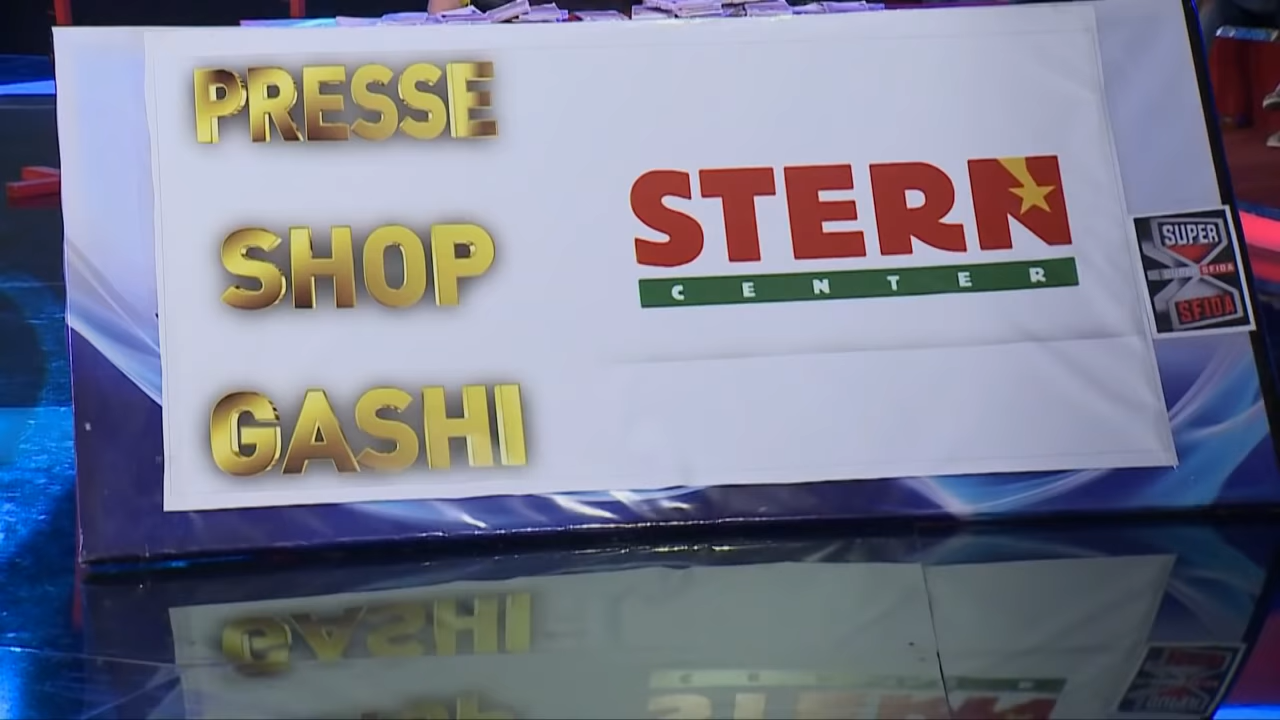 PRESSE
SHOP
GASHI
STERN
CENTER
SUPER
SFIDA
SFIDA